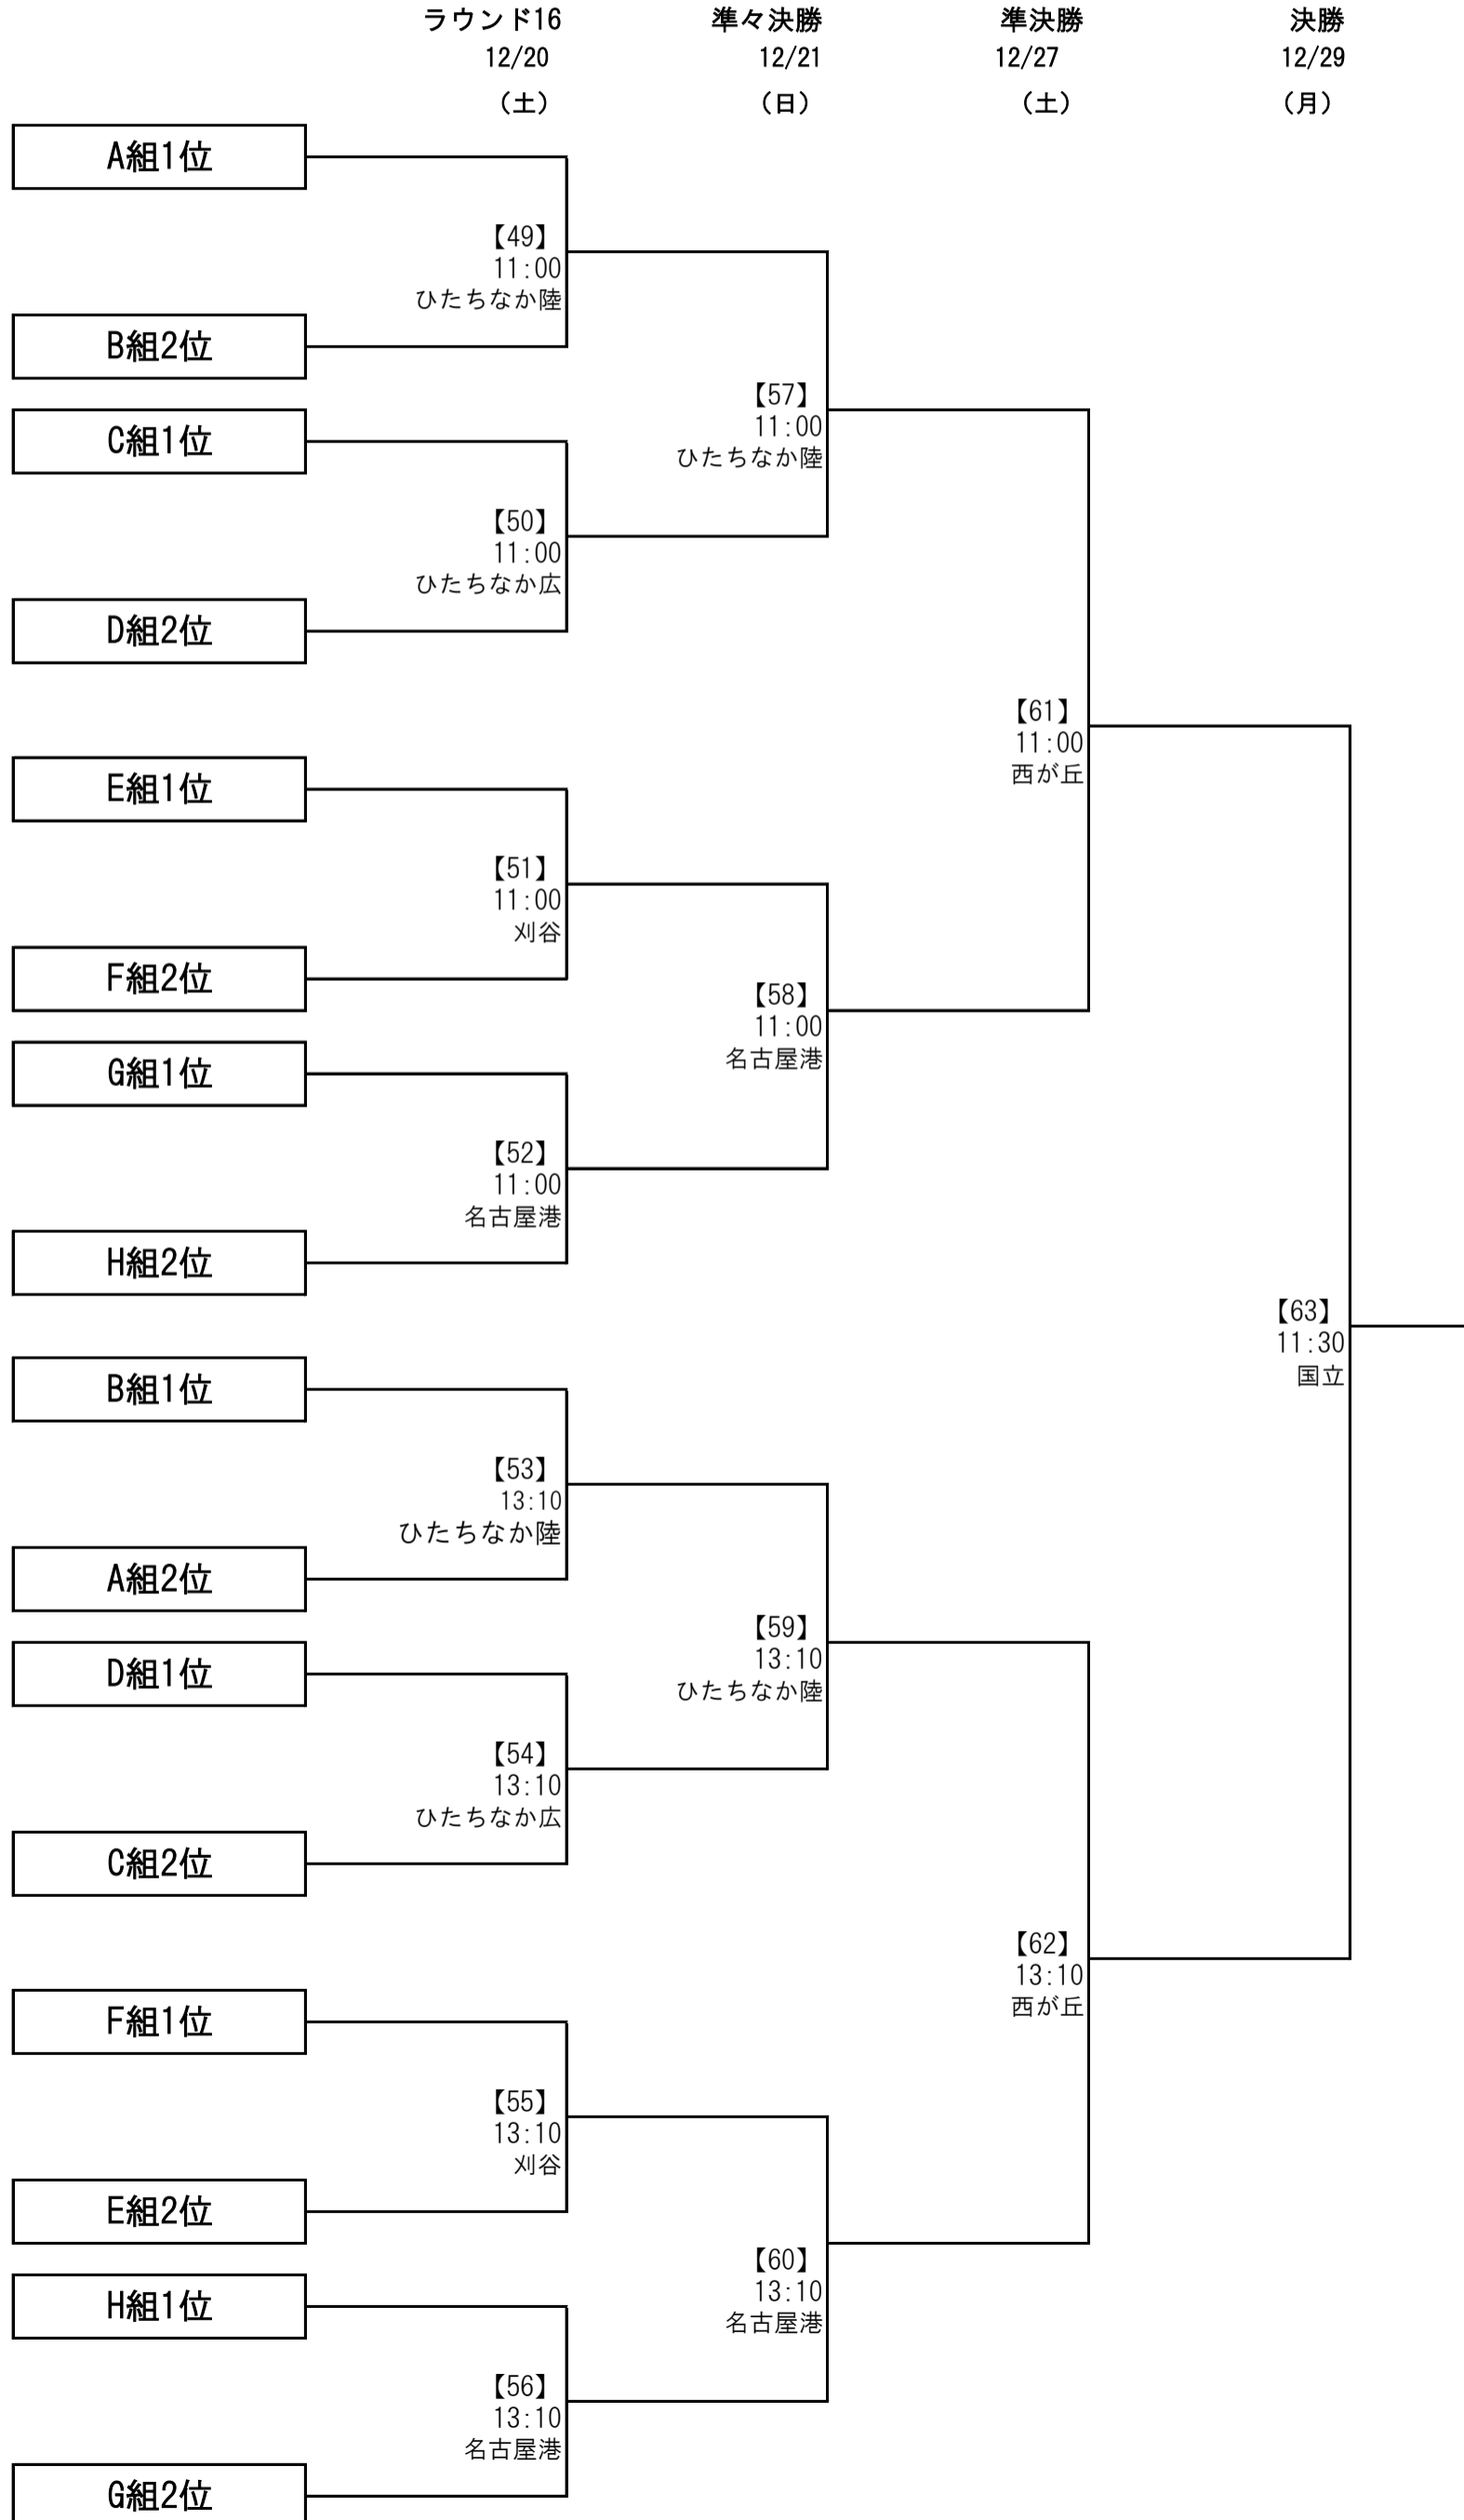 ラウンド16 準々決勝 準決勝 決勝
12/20 12/21 12/27 12/29
(土) (日) (土) (月)
A組1位
【49】
11:00
ひたちなか陸
B組2位
【57】
11:00
ひたちなか陸
C組1位
【50】
11:00
ひたちなか広
D組2位
【61】
11:00
西が丘
E組1位
【51】
11:00
刈谷
F組2位
【58】
11:00
名古屋港
G組1位
【52】
11:00
名古屋港
H組2位
【63】
11:30
国立
B組1位
【53】
13:10
ひたちなか陸
A組2位
【59】
13:10
ひたちなか陸
D組1位
【54】
13:10
ひたちなか広
C組2位
【62】
13:10
西が丘
F組1位
【55】
13:10
刈谷
E組2位
【60】
13:10
名古屋港
H組1位
【56】
13:10
名古屋港
G組2位